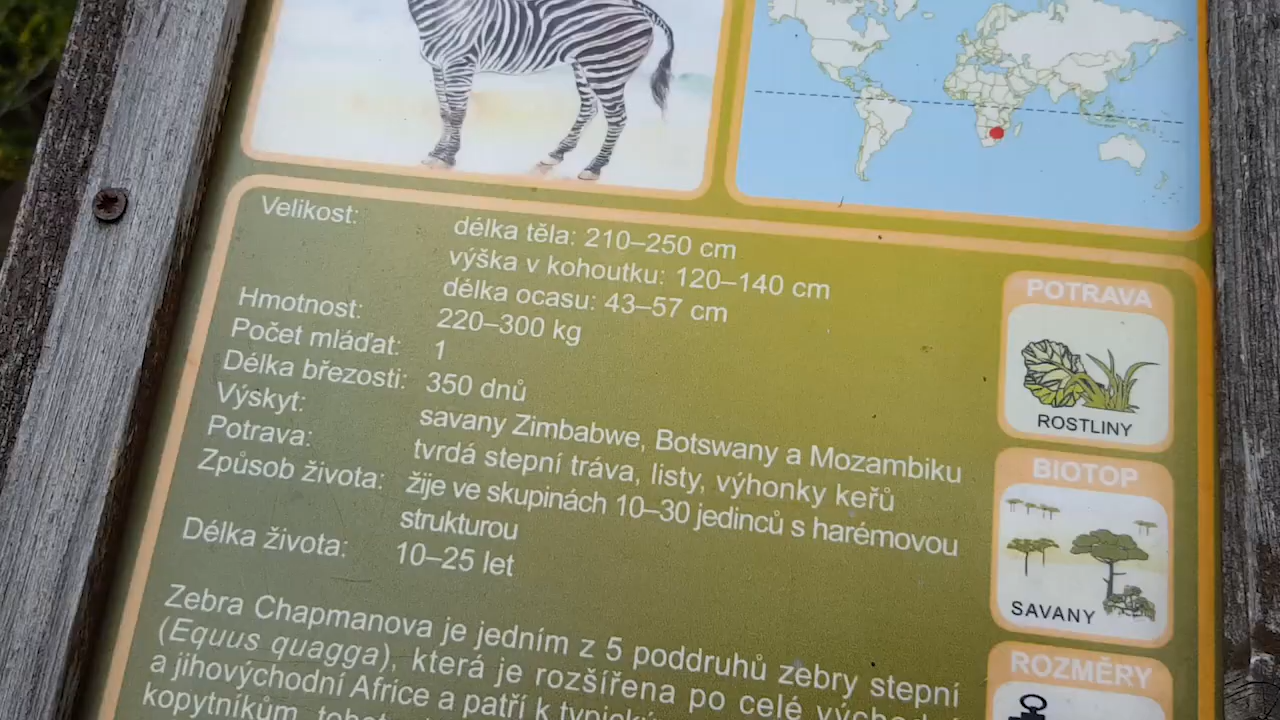 Velikost: délka těla: 210–250 cm
výška v kohoutku: 120–140 cm
délka ocasu: 43–57 cm
Hmotnost: 220–300 kg
Počet mláďat: 1
Délka březosti: 350 dnů
Výskyt: savany Zimbabwe, Botswany a Mozambiku
Potrava: tvrdá stepní tráva, listy, výhonky keřů
Způsob života: žije ve skupinách 10–30 jedinců s harémovou
strukturou
Délka života: 10–25 let
Zebra Chapmanova je jedním z 5 poddruhů zebry stepní
(Equus quagga), která je rozšířena po celé
a jihovýchodní Africe a patří k
kopytníkům
POTRAVA
ROSTLINY
BIOTOP
SAVANY
ROZMĚRY